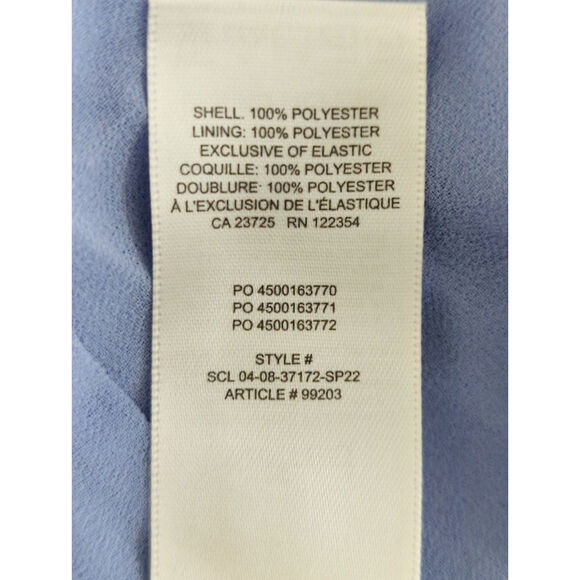 SHELL. 100% POLYESTER
LINING: 100% POLYESTER
EXCLUSIVE OF ELASTIC
COQUILLE: 100% POLYESTER
DOUBLURE: 100% POLYESTER
À L'EXCLUSION DE L'ÉLASTIQUE
CA 23725 RN 122354
PO 4500163770
PO 4500163771
PO 4500163772
STYLE #
SCL 04-08-37172-SP22
ARTICLE # 99203